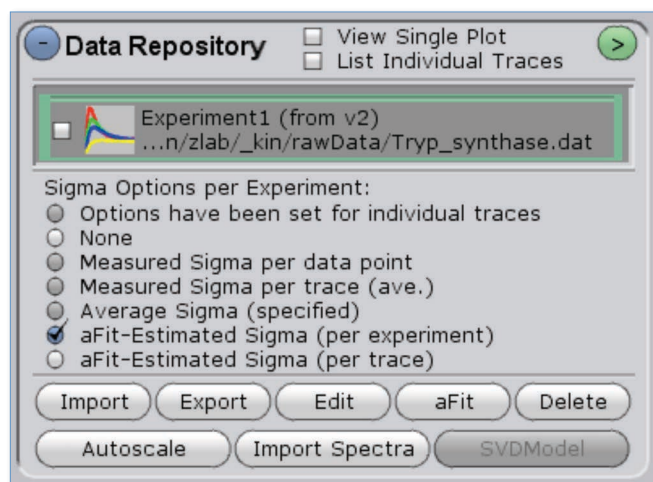 - Data Repository
View Single Plot
List Individual Traces
>
Experiment1 (from v2)
...n/zlab/_kin/rawData/Tryp_synthase.dat
Sigma Options per Experiment:
Options have been set for individual traces
None
Measured Sigma per data point
Measured Sigma per trace (ave.)
Average Sigma (specified)
aFit-Estimated Sigma (per experiment)
aFit-Estimated Sigma (per trace)
Import Export Edit aFit Delete
Autoscale Import Spectra SVDModel